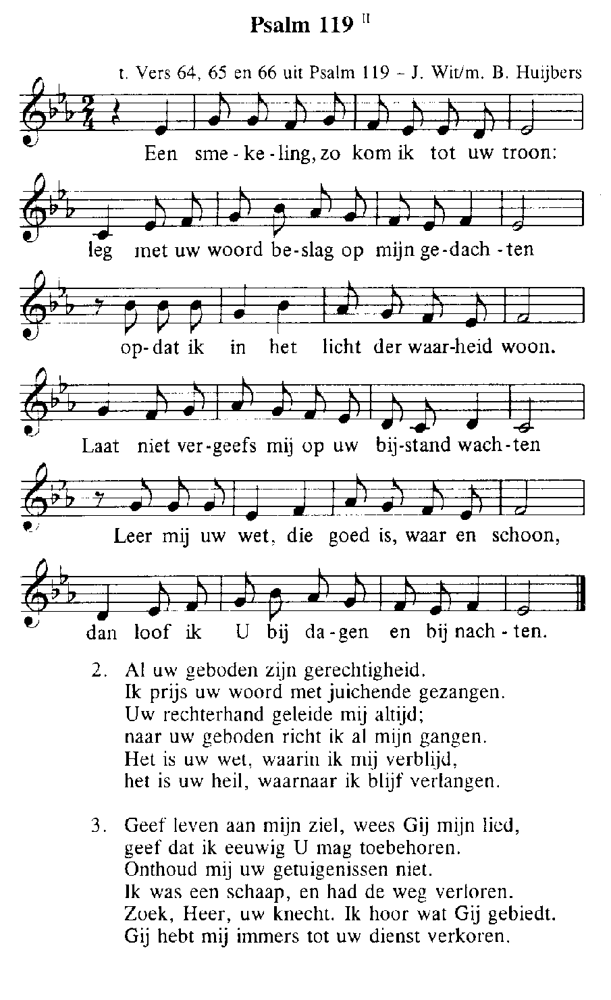 Psalm 119 II
t. Vers 64, 65 en 66 uit Psalm 119 – J. Wit/m. B. Huijbers
2
4
Een sme - ke - ling, zo kom ik tot uw troon:
leg met uw woord be - slag op mijn ge - dach - ten
op - dat ik in het licht der waar-heid woon.
Laat niet ver - geefs mij op uw bij-stand wach - ten
Leer mij uw wet, die goed is, waar en schoon,
dan loof ik U bij da - gen en bij nach - ten.
2. Al uw geboden zijn gerechtigheid.
Ik prijs uw woord met juichende gezangen.
Uw rechterhand geleide mij altijd;
naar uw geboden richt ik al mijn gangen.
Het is uw wet, waarin ik mij verblijd,
het is uw heil, waarnaar ik blijf verlangen.
3. Geef leven aan mijn ziel, wees Gij mijn lied,
geef dat ik eeuwig U mag toebehoren.
Onthoud mij uw getuigenissen niet.
Ik was een schaap, en had de weg verloren.
Zoek, Heer, uw knecht. Ik hoor wat Gij gebiedt.
Gij hebt mij immers tot uw dienst verkoren.